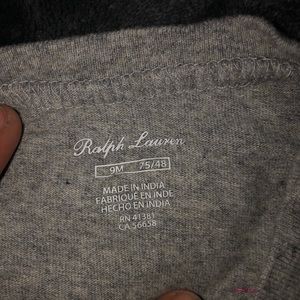 Ralph Lauren
9M 75/48
MADE IN INDIA
FABRIQUÉ EN INDE
HECHO EN INDIA
RN 41381
CA 56658